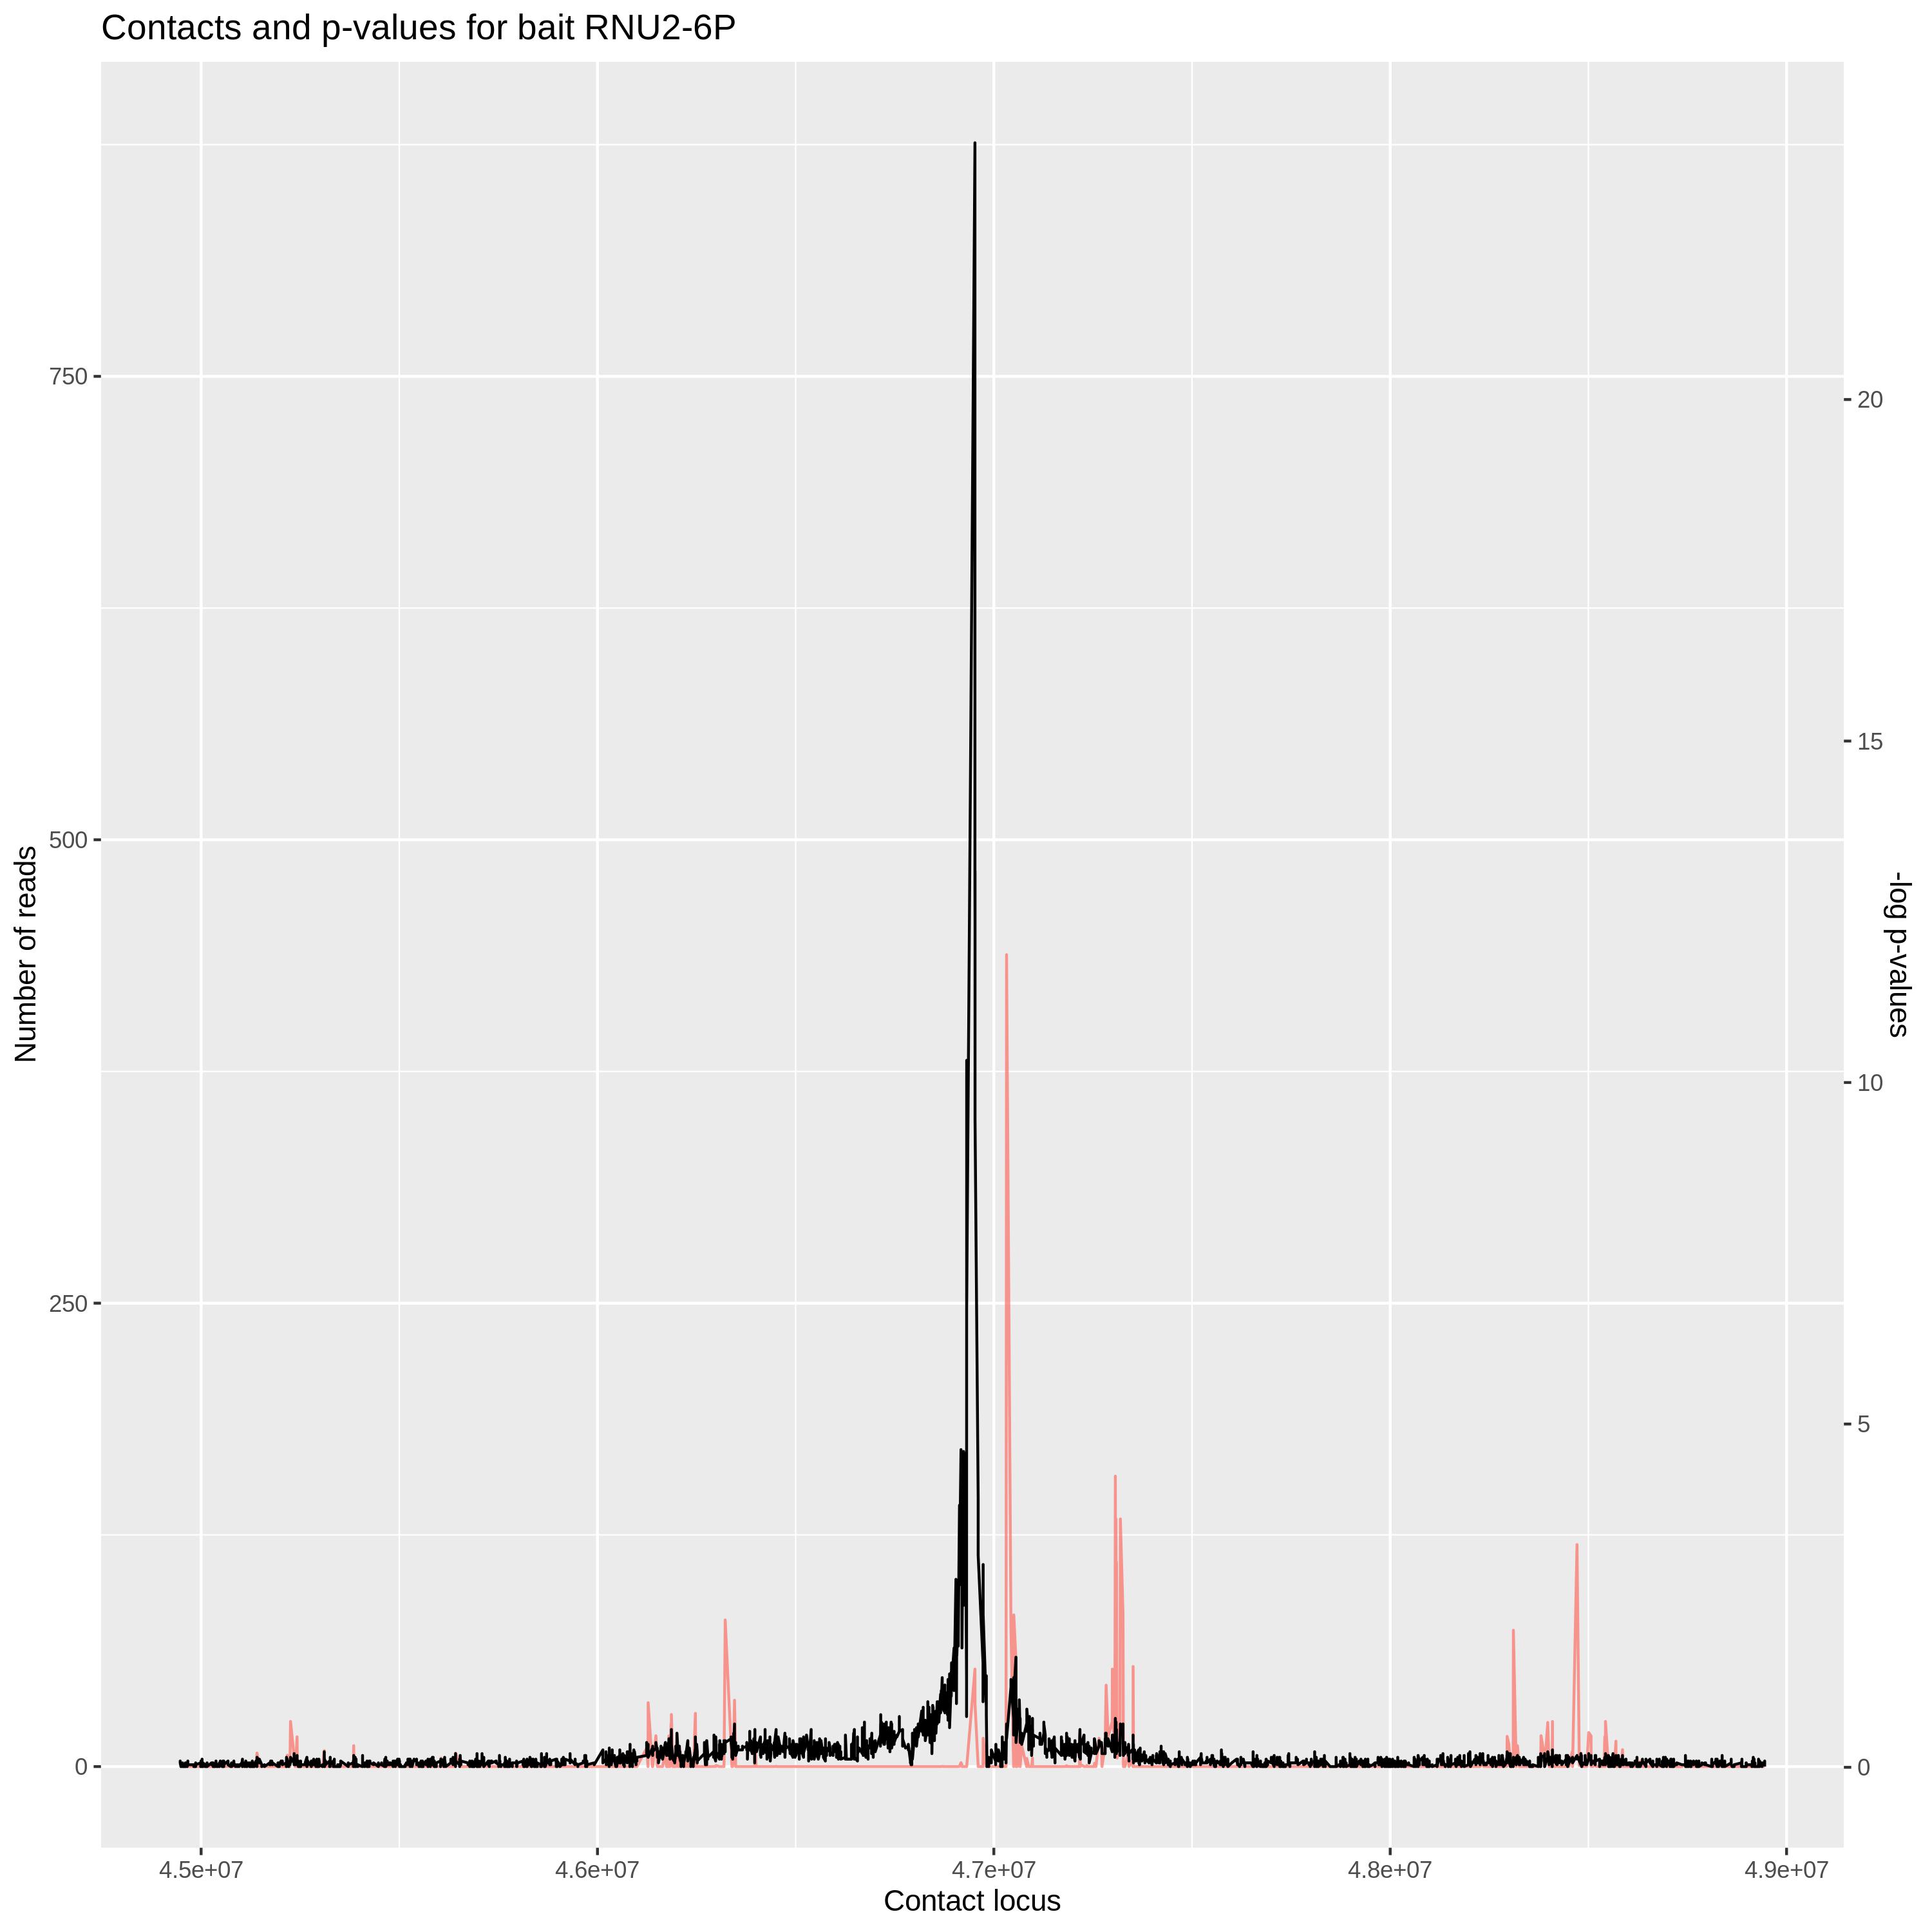 Contacts and p-values for bait RNU2-6P
Number of reads
750
500
250
0
20
15
10
5
0
-log p-values
4.5e+07 4.6e+07 4.7e+07 4.8e+07 4.9e+07
Contact locus